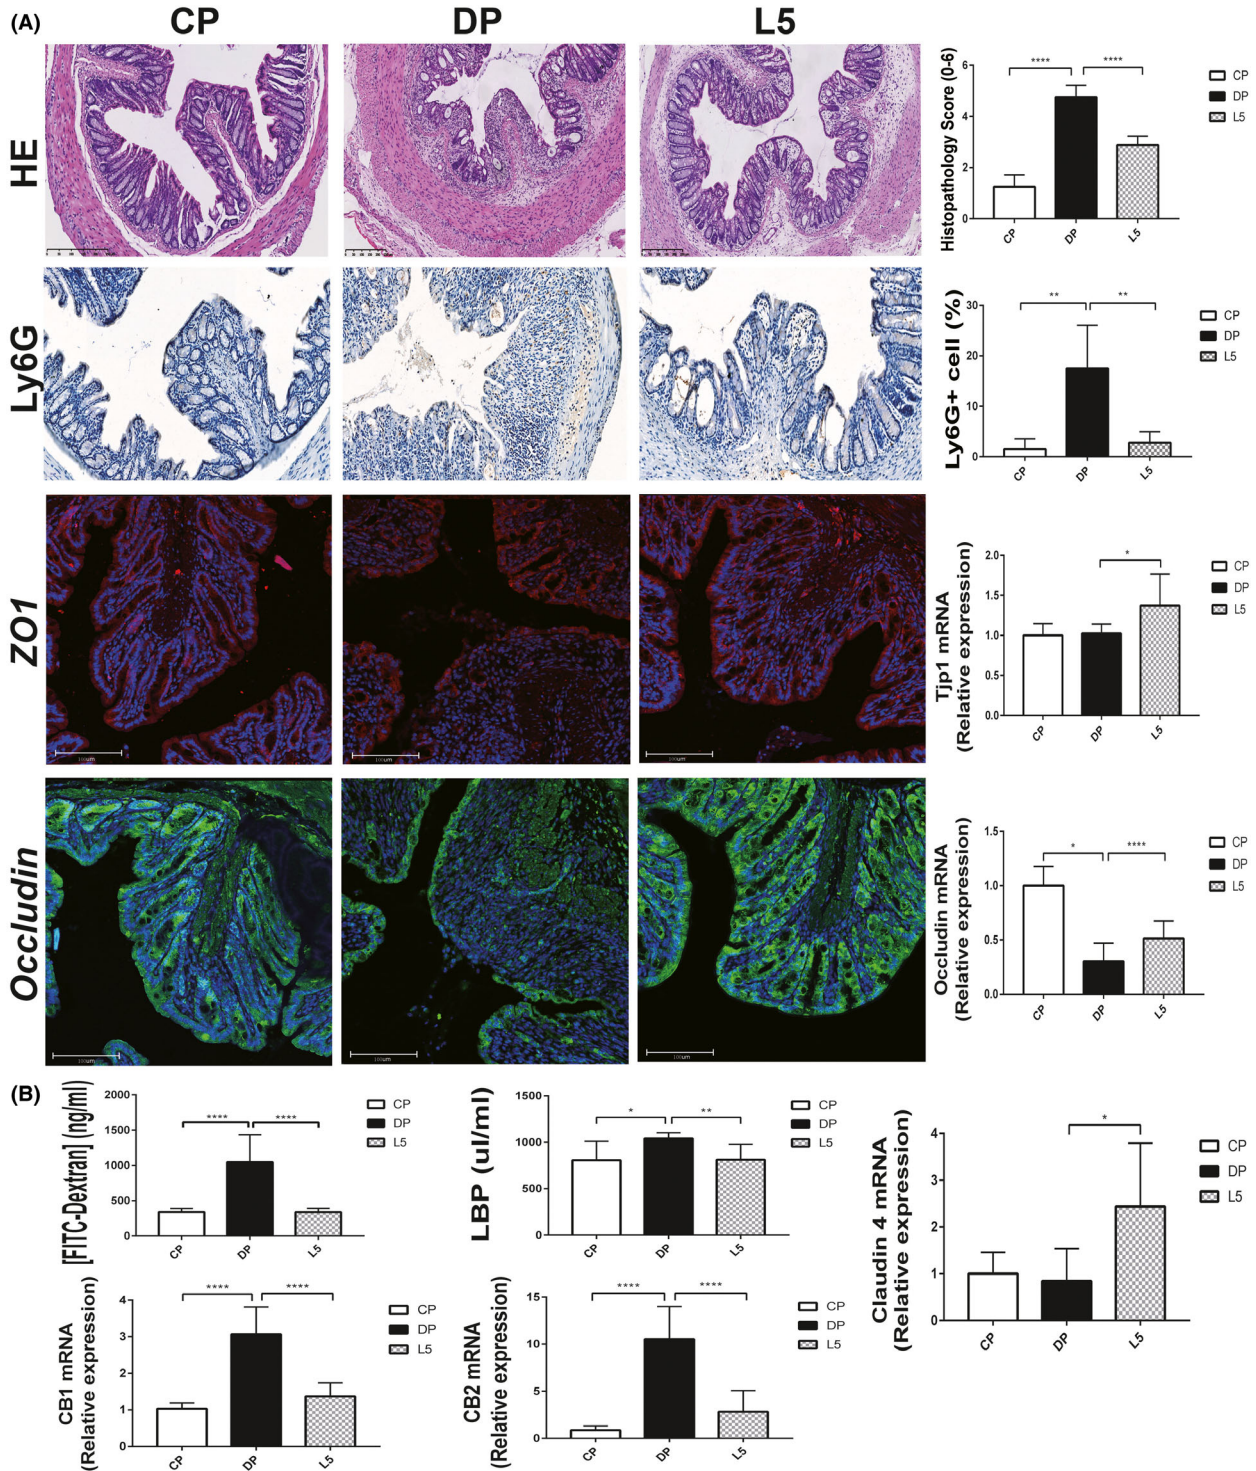 (A)
CP DP L5
HE
Histopathology Score (0-6)
6
4
2
0
**** ****
CP DP L5
CP
DP
L5
Ly6G
Ly6G+ cell (%)
30
20
10
0
** **
CP DP L5
CP
DP
L5
ZO1
100um 100um 100um
Tjp1 mRNA
(Relative expression)
2.0
1.5
1.0
0.5
0.0
*
CP DP L5
CP
DP
L5
Occludin
100um 100um 100um
Occludin mRNA
(Relative expression)
1.5
1.0
0.5
0.0
* ****
CP DP L5
CP
DP
L5
(B)
[FITC-Dextran] (ng/ml)
2000
1500
1000
500
0
**** ****
CP DP L5
CP
DP
L5
LBP (ul/ml)
1500
1000
500
0
* **
CP DP L5
CP
DP
L5
Claudin 4 mRNA
(Relative expression)
4
3
2
1
0
*
CP DP L5
CP
DP
L5
CB1 mRNA
(Relative expression)
4
3
2
1
0
**** ****
CP DP L5
CP
DP
L5
CB2 mRNA
(Relative expression)
15
10
5
0
**** ****
CP DP L5
CP
DP
L5